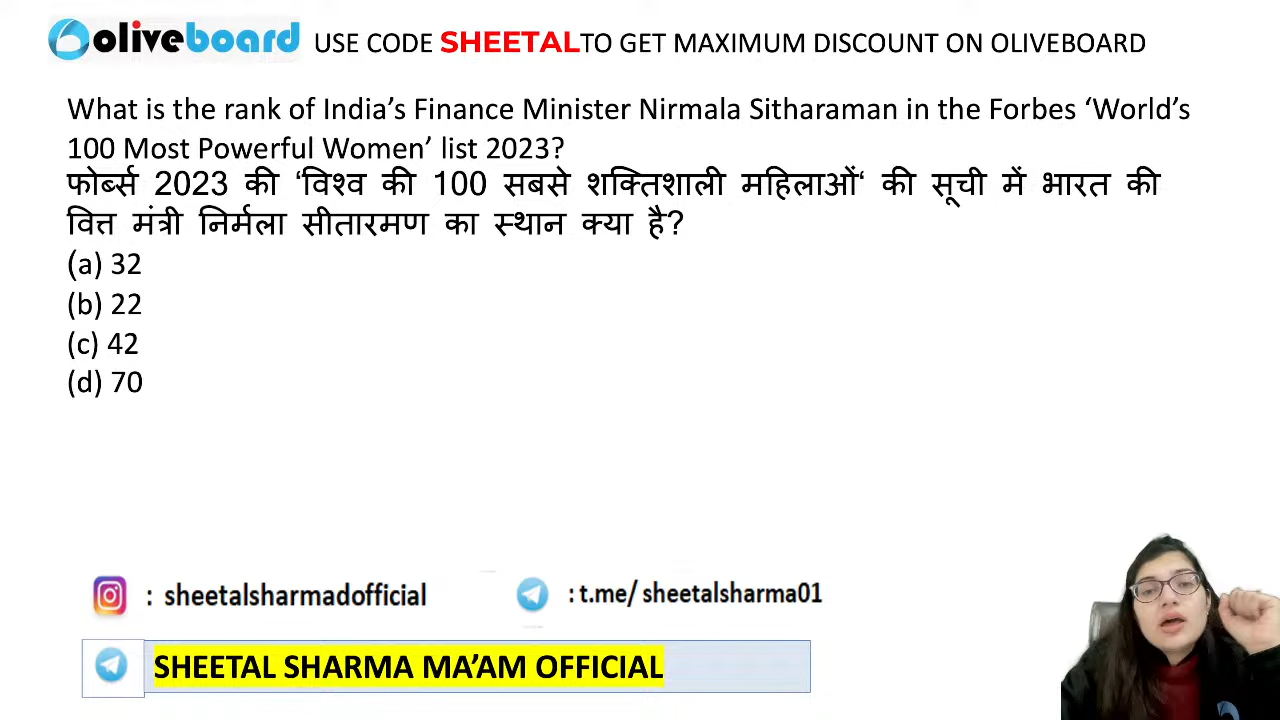 oliveboard USE CODE SHEETAL TO GET MAXIMUM DISCOUNT ON OLIVEBOARD
What is the rank of India's Finance Minister Nirmala Sitharaman in the Forbes ‘World's
100 Most Powerful Women’ list 2023?
फोर्ब्स 2023 की ‘विश्व की 100 सबसे शक्तिशाली महिलाओं‘ की सूची में भारत की
वित्त मंत्री निर्मला सीतारमण का स्थान क्या है?
(a) 32
(b) 22
(c) 42
(d) 70
: sheetalsharmadofficial
: t.me/ sheetalsharma01
SHEETAL SHARMA MA’AM OFFICIAL